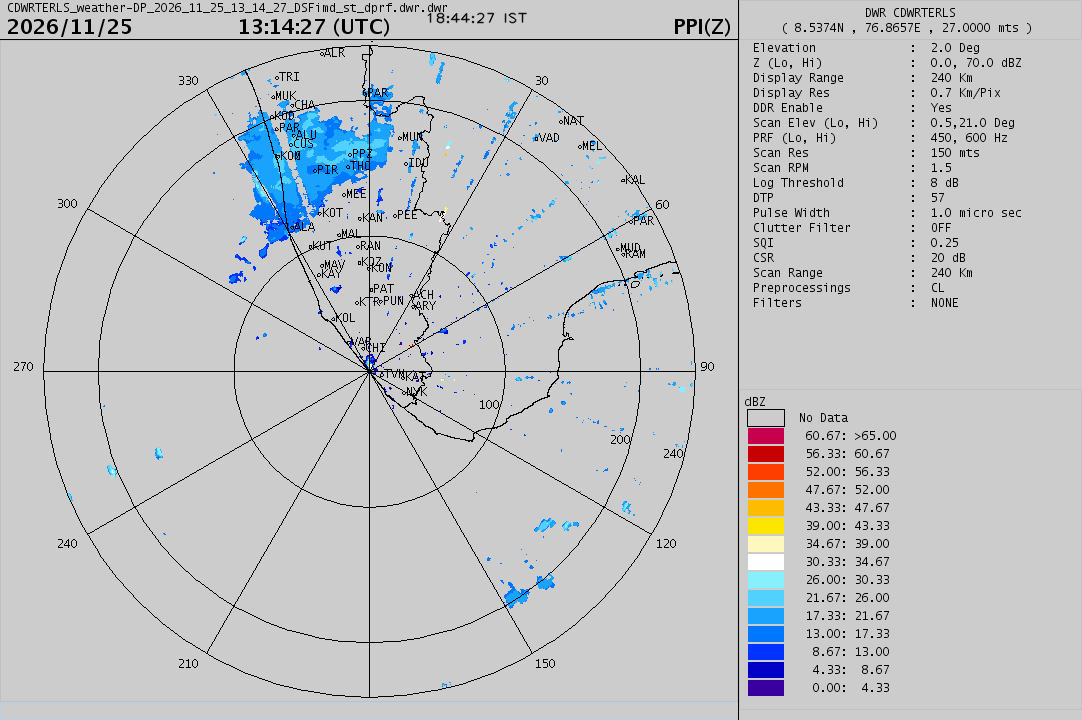 CDWRTERLS_weather-DP_2026_11_25_13_14_27_DSFimd_st_dprf.dwr.dwr
2026/11/25 13:14:27 (UTC) 18:44:27 IST PPI(Z)
DWR CDWRTERLS
( 8.5374N , 76.8657E , 27.0000 mts )
Elevation : 2.0 Deg
Z (Lo, Hi) : 0.0, 70.0 dBZ
Display Range : 240 Km
Display Res : 0.7 Km/Pix
DDR Enable : Yes
Scan Elev (Lo, Hi) : 0.5,21.0 Deg
PRF (Lo, Hi) : 450, 600 Hz
Scan Res : 150 mts
Scan RPM : 1.5
Log Threshold : 8 dB
DTP : 57
Pulse Width : 1.0 micro sec
Clutter Filter : OFF
SQI : 0.25
CSR : 20 dB
Scan Range : 240 Km
Preprocessings : CL
Filters : NONE
dBZ
No Data
60.67: >65.00
56.33: 60.67
52.00: 56.33
47.67: 52.00
43.33: 47.67
39.00: 43.33
34.67: 39.00
30.33: 34.67
26.00: 30.33
21.67: 26.00
17.33: 21.67
13.00: 17.33
8.67: 13.00
4.33: 8.67
0.00: 4.33
ALR
330 TRI 30
MUK PAR
CHA
KOD NAT
PAR
ALU MUN VAD
CUS MEL
KOM PPZ
PIR THO IDU
KAL
MEE
300 60
KOT KAN PEE PAR
ALA
MAL
KUT RAN MUD
RAM
MAV KOZ KON
KAY
PAT ACH
KTR PUN ARY
KOL
VAR CHI
270 TVM KAT 90
NYK
100
200
240
240 120
210 150